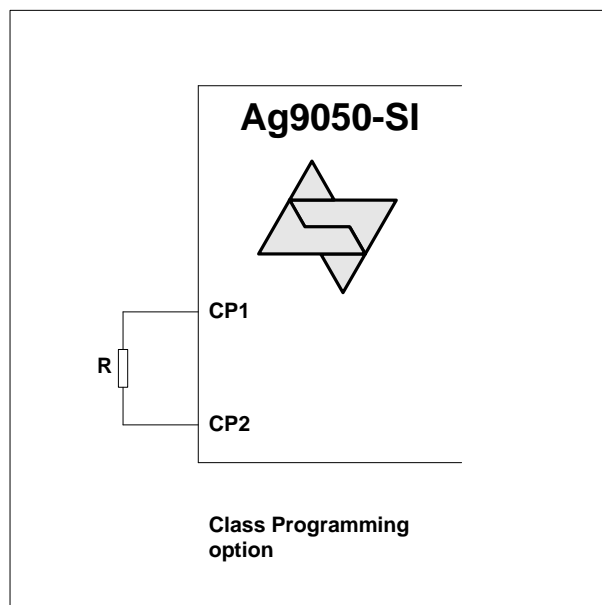 Ag9050-SI
CP1
R
CP2
Class Programming
option